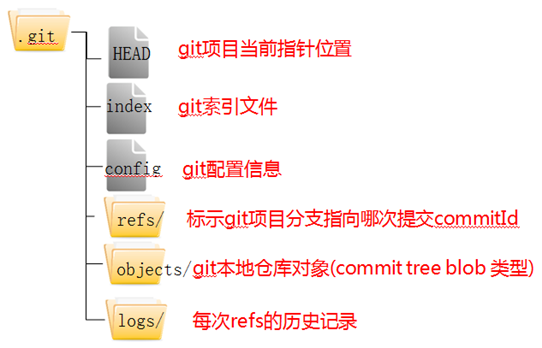 .git
HEAD git项目当前指针位置
index git索引文件
config git配置信息
refs/ 标示git项目分支指向哪次提交commitId
objects/ git本地仓库对象(commit tree blob 类型)
logs/ 每次refs的历史记录